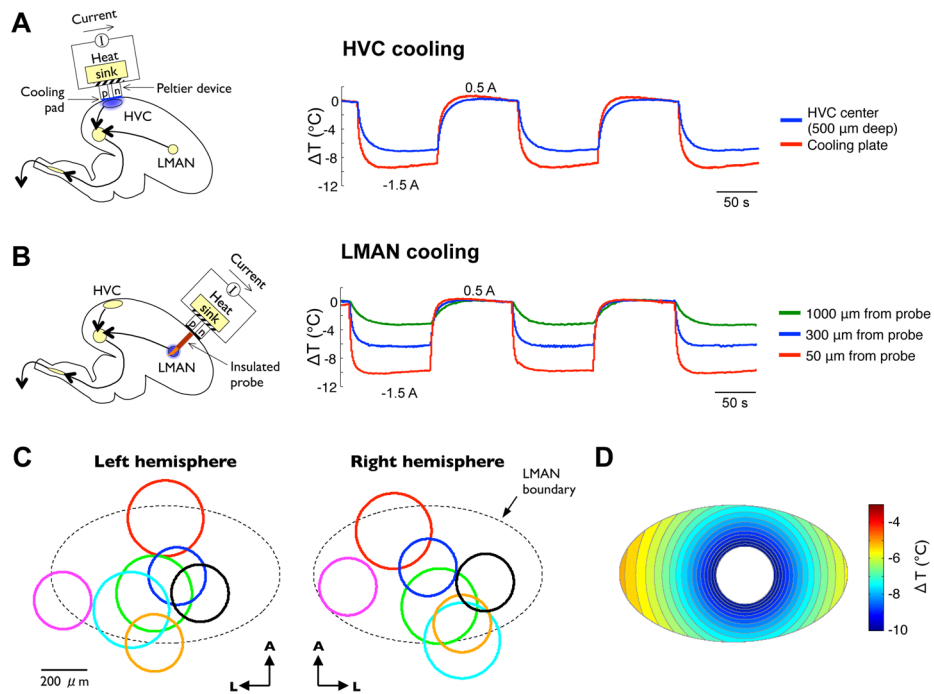 A
Current
I
Heat
sink
p n
Cooling
pad
Peltier device
HVC
LMAN
HVC cooling
0.5 A
0
-4
-8
-12
ΔT (°C)
-1.5 A
HVC center
(500 μm deep)
Cooling plate
50 s
B
HVC
Current
I
Heat
sink
p n
LMAN
Insulated
probe
LMAN cooling
0.5 A
0
-4
-8
-12
ΔT (°C)
-1.5 A
1000 μm from probe
300 μm from probe
50 μm from probe
50 s
C
Left hemisphere
Right hemisphere
LMAN
boundary
200 μm
A
L
A
L
D
-4
-6
-8
-10
ΔT (°C)